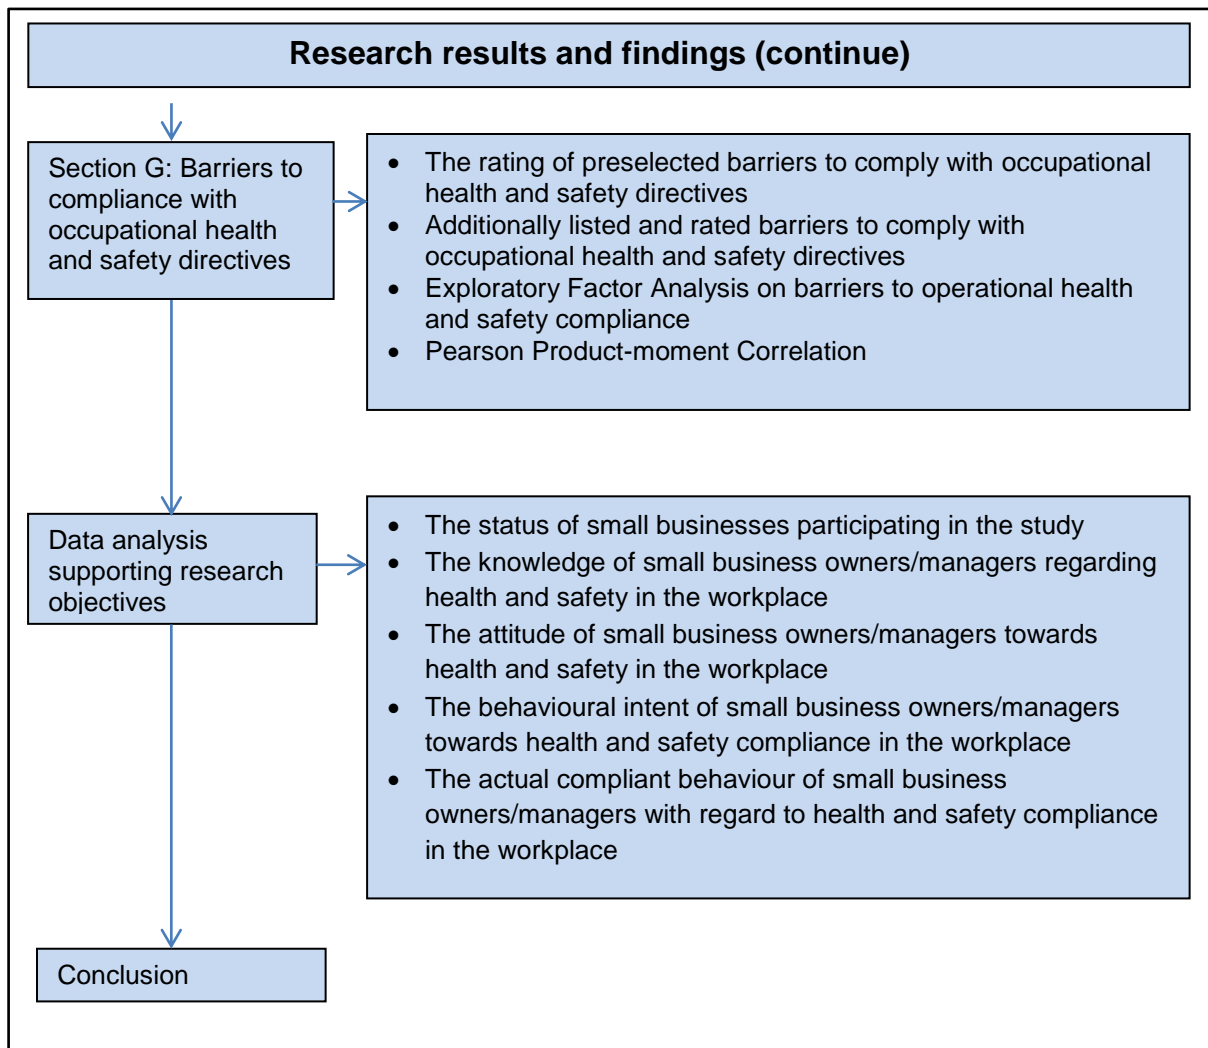 Research results and findings (continue)
Section G: Barriers to
compliance with
occupational health
and safety directives
• The rating of preselected barriers to comply with occupational
health and safety directives
• Additionally listed and rated barriers to comply with
occupational health and safety directives
• Exploratory Factor Analysis on barriers to operational health
and safety compliance
• Pearson Product-moment Correlation
Data analysis
supporting research
objectives
• The status of small businesses participating in the study
• The knowledge of small business owners/managers regarding
health and safety in the workplace
• The attitude of small business owners/managers towards
health and safety in the workplace
• The behavioural intent of small business owners/managers
towards health and safety compliance in the workplace
• The actual compliant behaviour of small business
owners/managers with regard to health and safety compliance
in the workplace
Conclusion